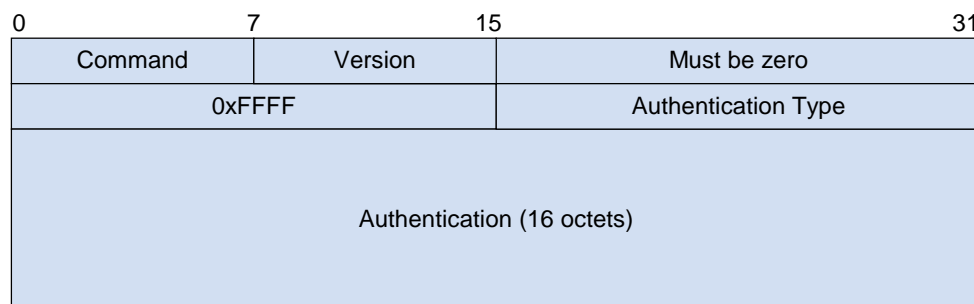 0 7 15 31
Command Version Must be zero
0xFFFF Authentication Type
Authentication (16 octets)